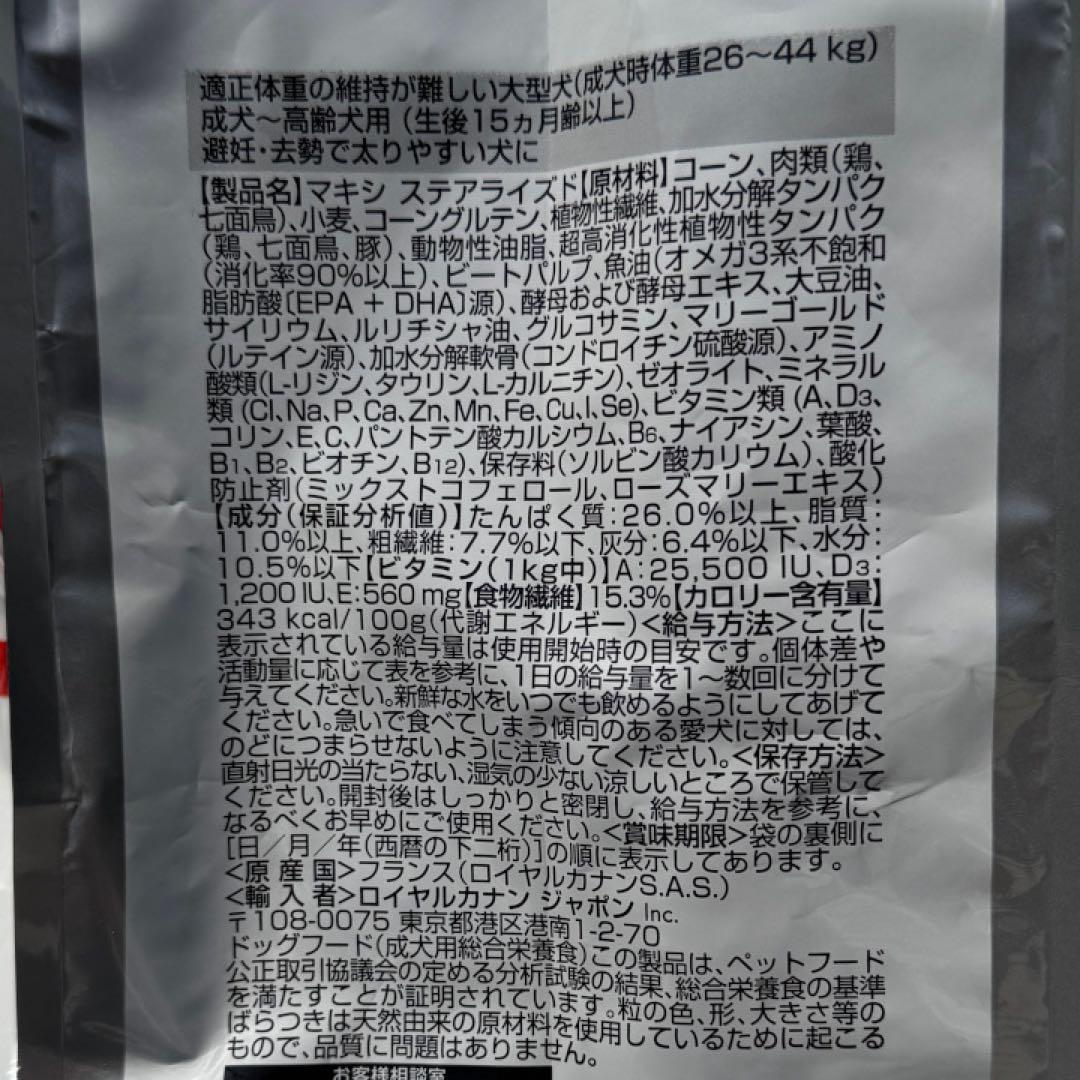 適正体重の維持が難しい大型犬(成犬時体重26〜44 kg)
成犬〜高齢犬用 (生後15ヵ月齢以上)
避妊・去勢で太りやすい犬に
【製品名】マキシ ステアライズド【原材料】コーン、肉類(鶏、
七面鳥)、小麦、コーングルテン、植物性繊維、加水分解タンパク
(鶏、七面鳥、豚)、動物性油脂、超高消化性植物性タンパク
(消化率90%以上)、ビートパルプ、魚油(オメガ3系不飽和
脂肪酸〔EPA + DHA〕源)、酵母および酵母エキス、大豆油、
サイリウム、ルリチシャ油、グルコサミン、マリーゴールド
(ルテイン源)、加水分解軟骨(コンドロイチン硫酸源)、アミノ
酸類(L-リジン、タウリン、L-カルニチン)、ゼオライト、ミネラル
類 (Cl、Na、P、Ca、Zn、Mn、Fe、Cu、I、Se)、ビタミン類 (A、D3、
コリン、E、C、パントテン酸カルシウム、B6、ナイアシン、葉酸、
B1、B2、ビオチン、B12)、保存料(ソルビン酸カリウム)、酸化
防止剤(ミックストコフェロール、ローズマリーエキス)
【成分(保証分析値)】たんぱく質:26.0%以上、脂質:
11.0%以上、粗繊維:7.7%以下、灰分:6.4%以下、水分:
10.5%以下【ビタミン(1kg中)】A:25,500 IU、D3:
1,200 IU、E:560 mg【食物繊維】15.3%【カロリー含有量】
343 kcal/100g(代謝エネルギー)<給与方法>ここに
表示されている給与量は使用開始時の目安です。個体差や
活動量に応じて表を参考に、1日の給与量を1〜数回に分けて
与えてください。新鮮な水をいつでも飲めるようにしてあげて
ください。急いで食べてしまう傾向のある愛犬に対しては、
のどにつまらせないように注意してください。<保存方法>
直射日光の当たらない、湿気の少ない涼しいところで保管して
ください。開封後はしっかりと密閉し、給与方法を参考に、
なるべくお早めにご使用ください。<賞味期限>袋の裏側に
[日/月/年(西暦の下二桁)]の順に表示してあります。
<原 産 国>フランス(ロイヤルカナンS.A.S.)
<輸 入 者>ロイヤルカナン ジャポン Inc.
〒108-0075 東京都港区港南1-2-70
ドッグフード(成犬用総合栄養食)この製品は、ペットフード
公正取引協議会の定める分析試験の結果、総合栄養食の基準
を満たすことが証明されています。粒の色、形、大きさ等の
ばらつきは天然由来の原材料を使用しているために起こる
もので、品質に問題はありません。
お客様相談室